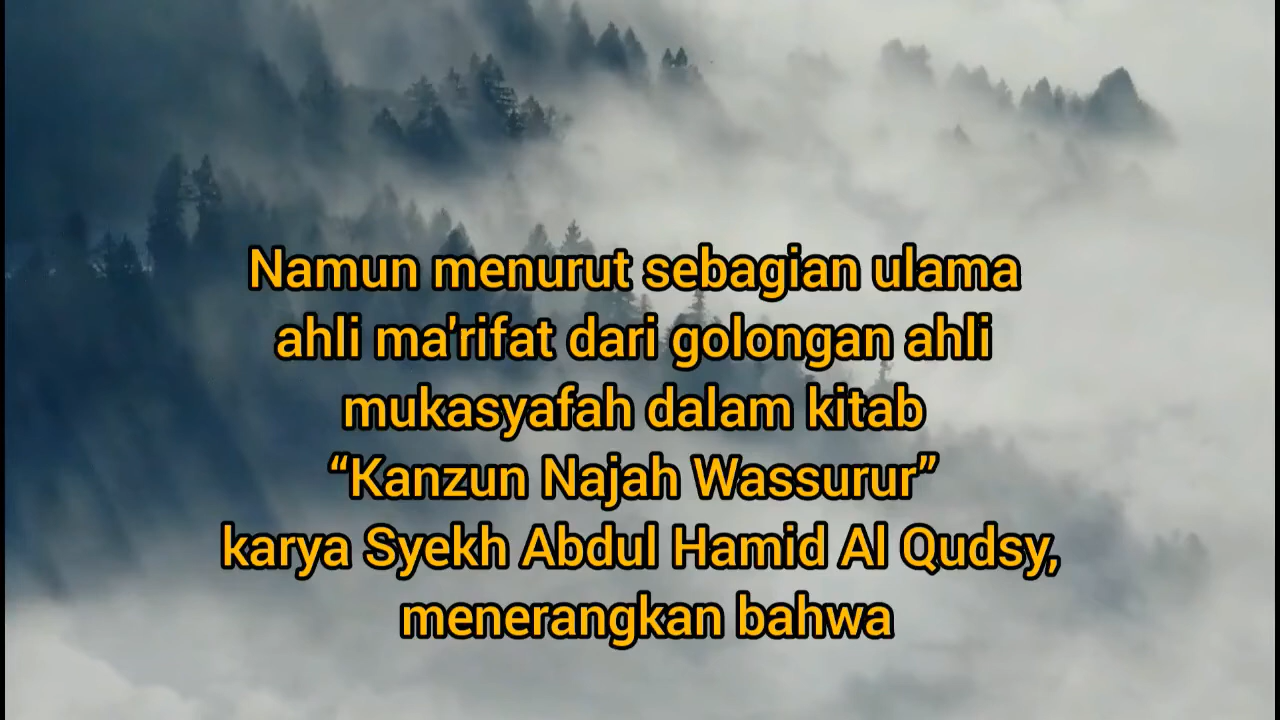 Namun menurut sebagian ulama
ahli ma'rifat dari golongan ahli
mukasyafah dalam kitab
“Kanzun Najah Wassurur”
karya Syekh Abdul Hamid Al Qudsy,
menerangkan bahwa